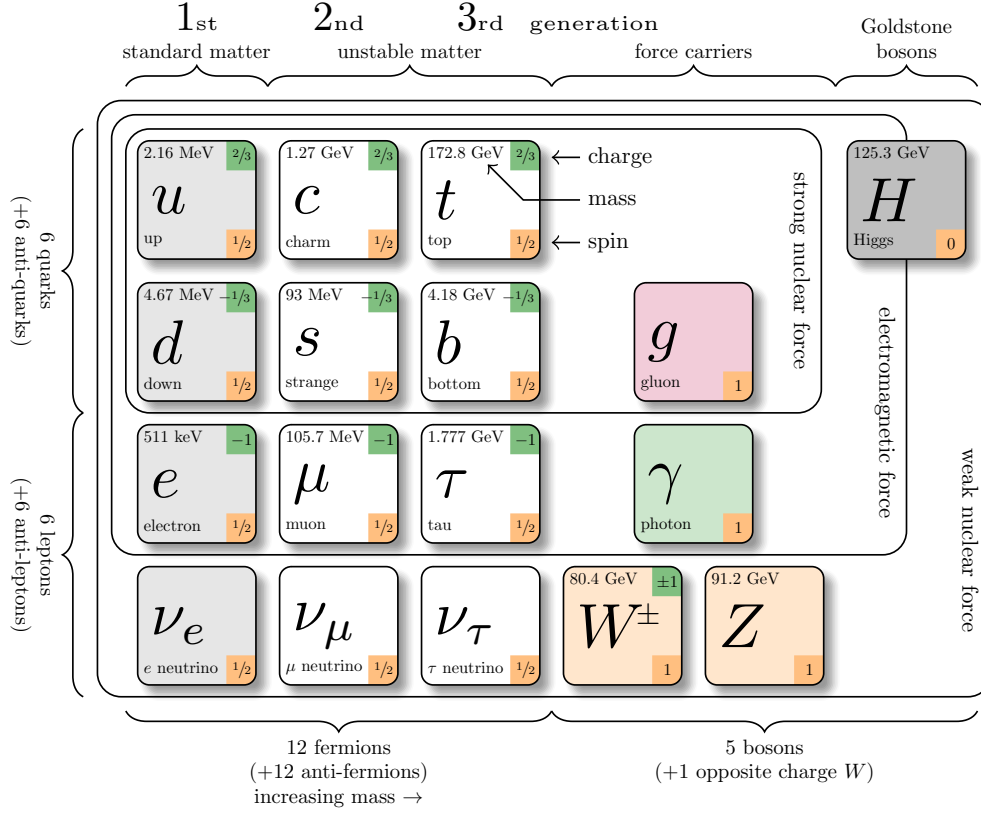 1st 2nd 3rd generation
standard matter unstable matter force carriers Goldstone bosons
6 quarks
(+6 anti-quarks)
6 leptons
(+6 anti-leptons)
2.16 MeV 2/3
u
up 1/2
1.27 GeV 2/3
c
charm 1/2
172.8 GeV 2/3
t
top 1/2
charge
mass
spin
strong nuclear force
125.3 GeV
H
Higgs 0
4.67 MeV −1/3
d
down 1/2
93 MeV −1/3
s
strange 1/2
4.18 GeV −1/3
b
bottom 1/2
g
gluon 1
electromagnetic force
511 keV −1
e
electron 1/2
105.7 MeV −1
μ
muon 1/2
1.777 GeV −1
τ
tau 1/2
γ
photon 1
weak nuclear force
νe
e neutrino 1/2
νμ
μ neutrino 1/2
ντ
τ neutrino 1/2
80.4 GeV ±1
W±
1
91.2 GeV
Z
1
12 fermions
(+12 anti-fermions)
increasing mass →
5 bosons
(+1 opposite charge W)